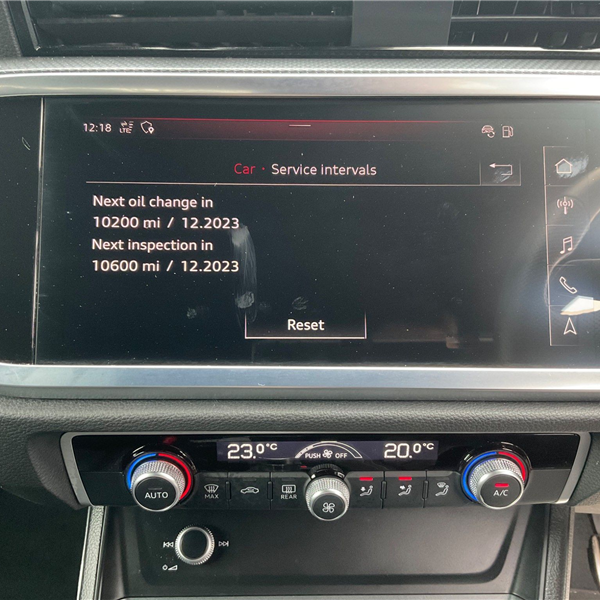 12:18 LTE
Car · Service intervals
Next oil change in
10200 mi / 12.2023
Next inspection in
10600 mi / 12.2023
Reset
23.0°C PUSH OFF 20.0°C
AUTO MAX REAR A/C